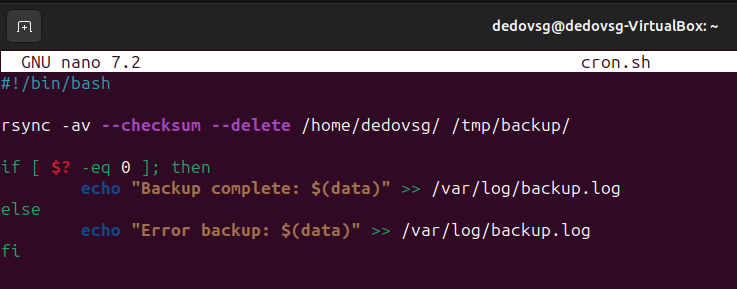 dedovsg@dedovsg-VirtualBox: ~
GNU nano 7.2 cron.sh
#!/bin/bash
rsync -av --checksum --delete /home/dedovsg/ /tmp/backup/
if [ $? -eq 0 ]; then
echo "Backup complete: $(data)" >> /var/log/backup.log
else
echo "Error backup: $(data)" >> /var/log/backup.log
fi